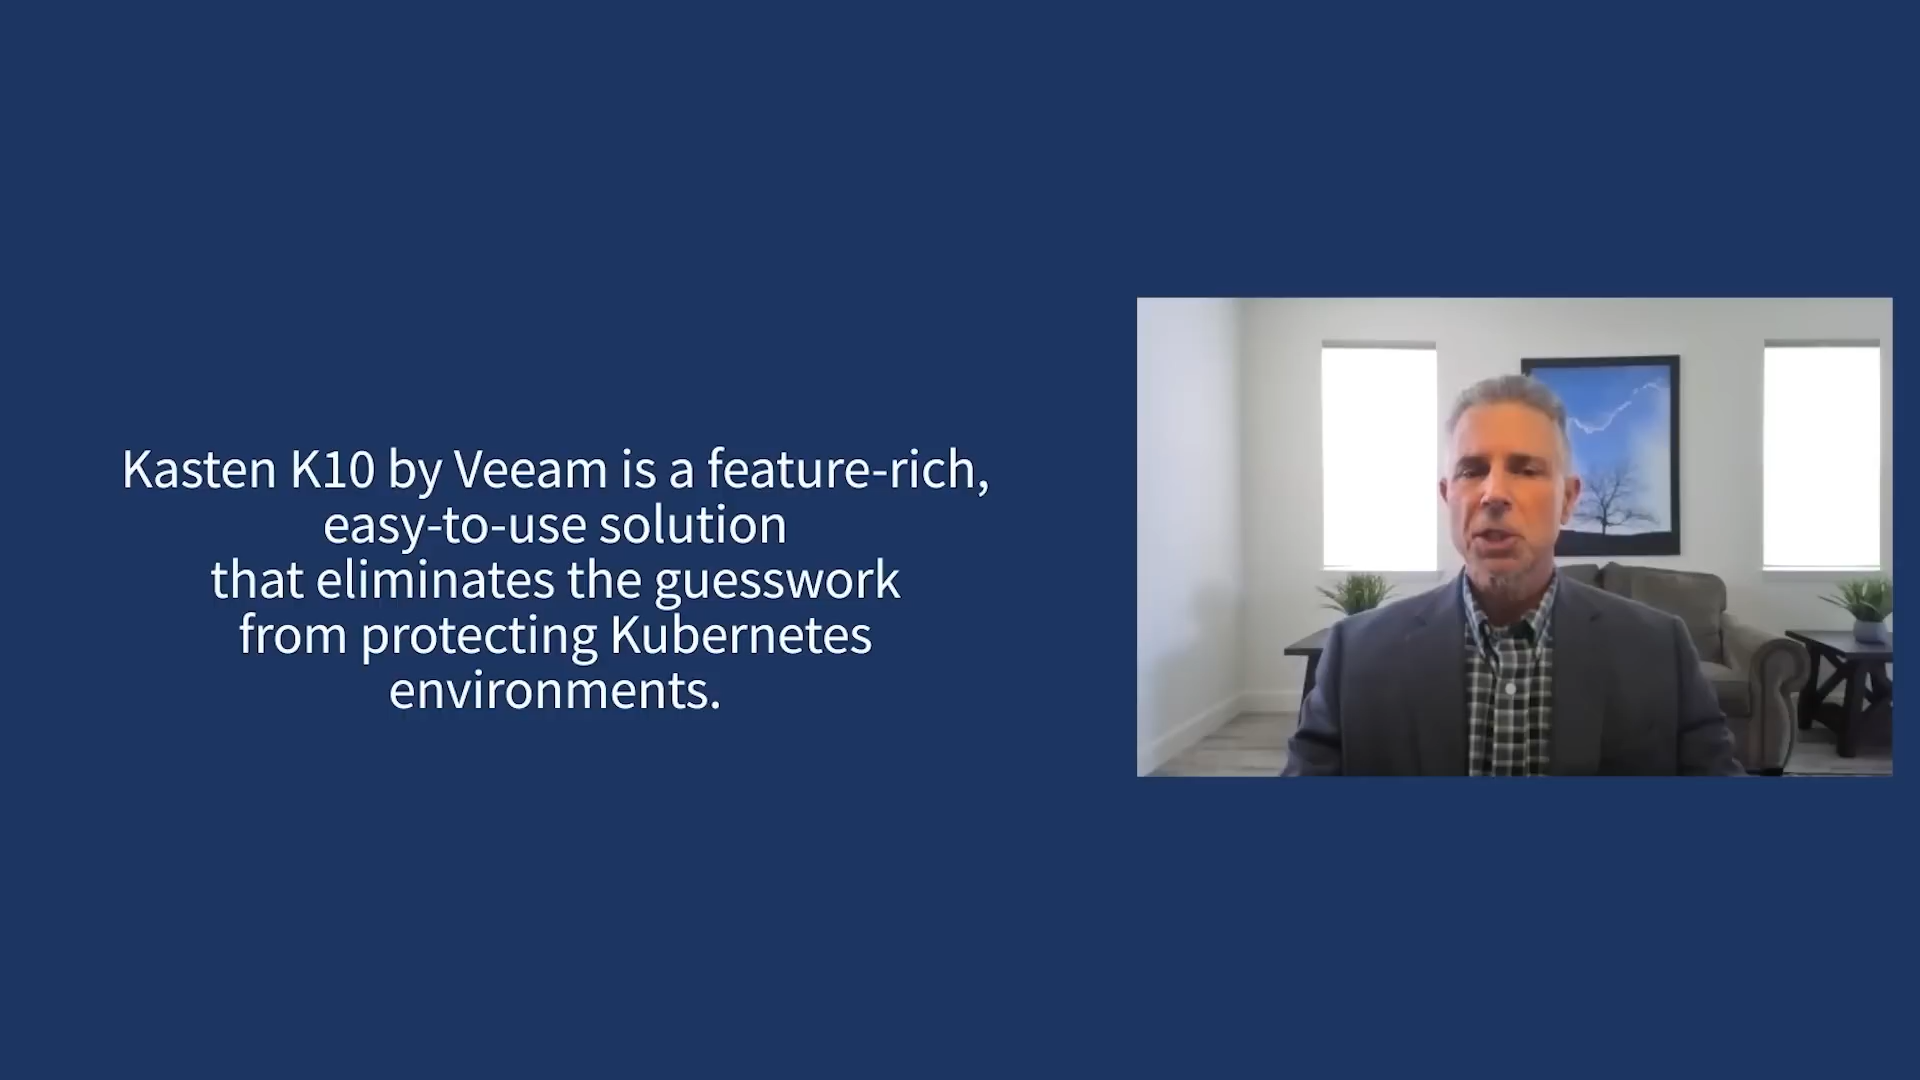 Kasten K10 by Veeam is a feature-rich,
easy-to-use solution
that eliminates the guesswork
from protecting Kubernetes
environments.